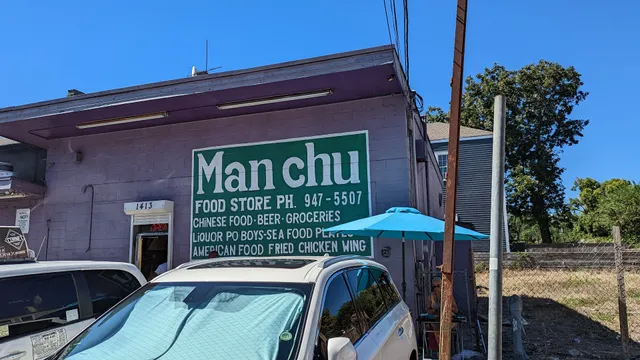 Man chu
FOOD STORE PH. 947-5507
CHINESE FOOD·BEER·GROCERIES
LiQUOR PO BOYS·SEA FOOD PLATES
AMERICAN FOOD FRIED CHICKEN WING
1413